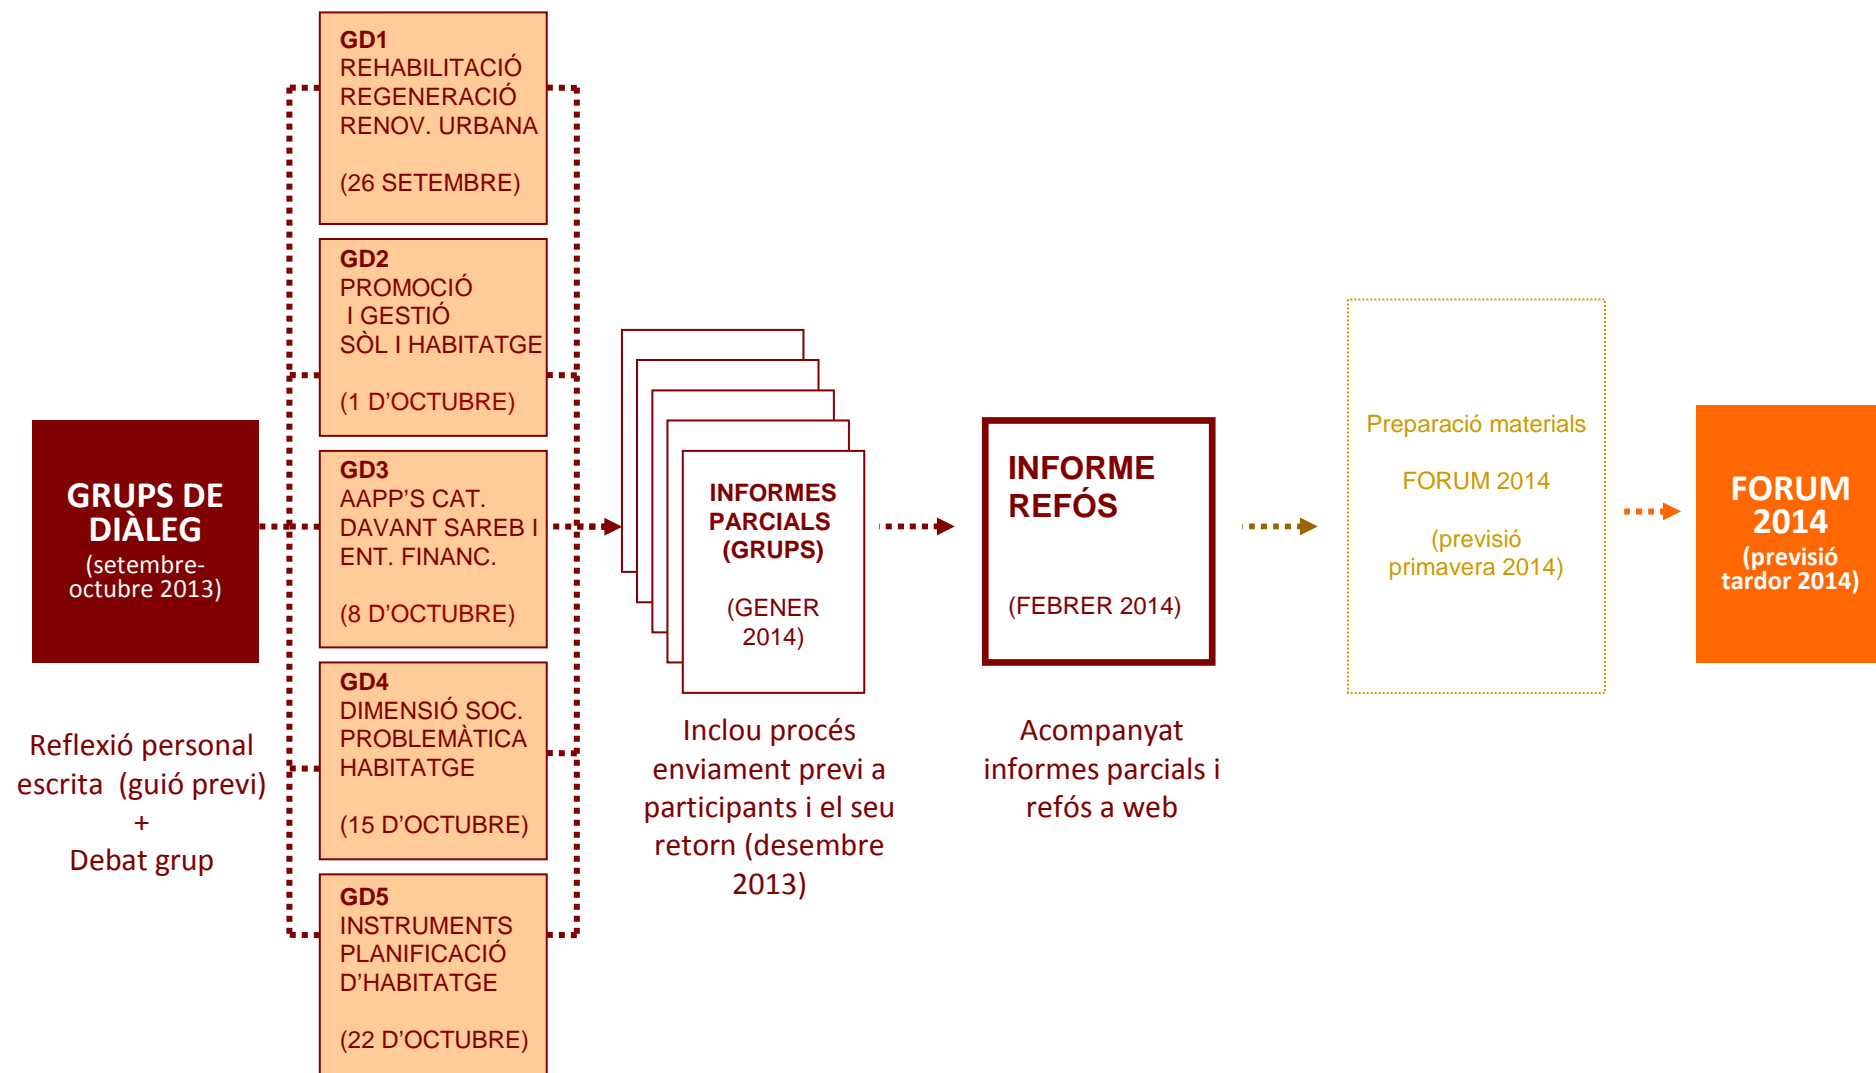 GRUPS DE
DIÀLEG
(setembre-
octubre 2013)
Reflexió personal
escrita (guió previ)
+
Debat grup
GD1
REHABILITACIÓ
REGENERACIÓ
RENOV. URBANA
(26 SETEMBRE)
GD2
PROMOCIÓ
I GESTIÓ
SÒL I HABITATGE
(1 D’OCTUBRE)
GD3
AAPP’S CAT.
DAVANT SAREB I
ENT. FINANC.
(8 D’OCTUBRE)
GD4
DIMENSIÓ SOC.
PROBLEMÀTICA
HABITATGE
(15 D’OCTUBRE)
GD5
INSTRUMENTS
PLANIFICACIÓ
D’HABITATGE
(22 D’OCTUBRE)
INFORMES
PARCIALS
(GRUPS)
(GENER
2014)
Inclou procés
enviament previ a
participants i el seu
retorn (desembre
2013)
INFORME
REFÓS
(FEBRER 2014)
Acompanyat
informes parcials i
refós a web
Preparació materials
FORUM 2014
(previsió
primavera 2014)
FORUM
2014
(previsió
tardor 2014)